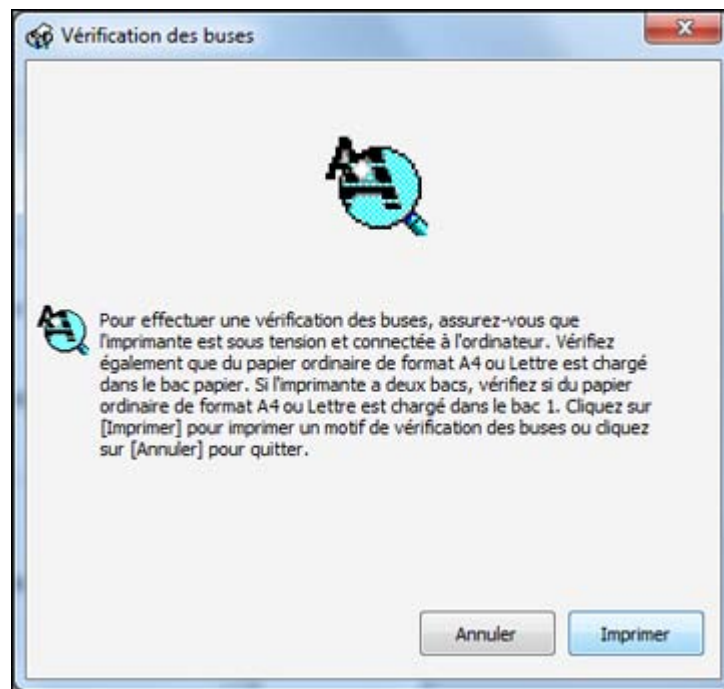 Vérification des buses
Pour effectuer une vérification des buses, assurez-vous que
l'imprimante est sous tension et connectée à l'ordinateur. Vérifiez
également que du papier ordinaire de format A4 ou Lettre est chargé
dans le bac papier. Si l'imprimante a deux bacs, vérifiez si du papier
ordinaire de format A4 ou Lettre est chargé dans le bac 1. Cliquez sur
[Imprimer] pour imprimer un motif de vérification des buses ou cliquez
sur [Annuler] pour quitter.
Annuler
Imprimer